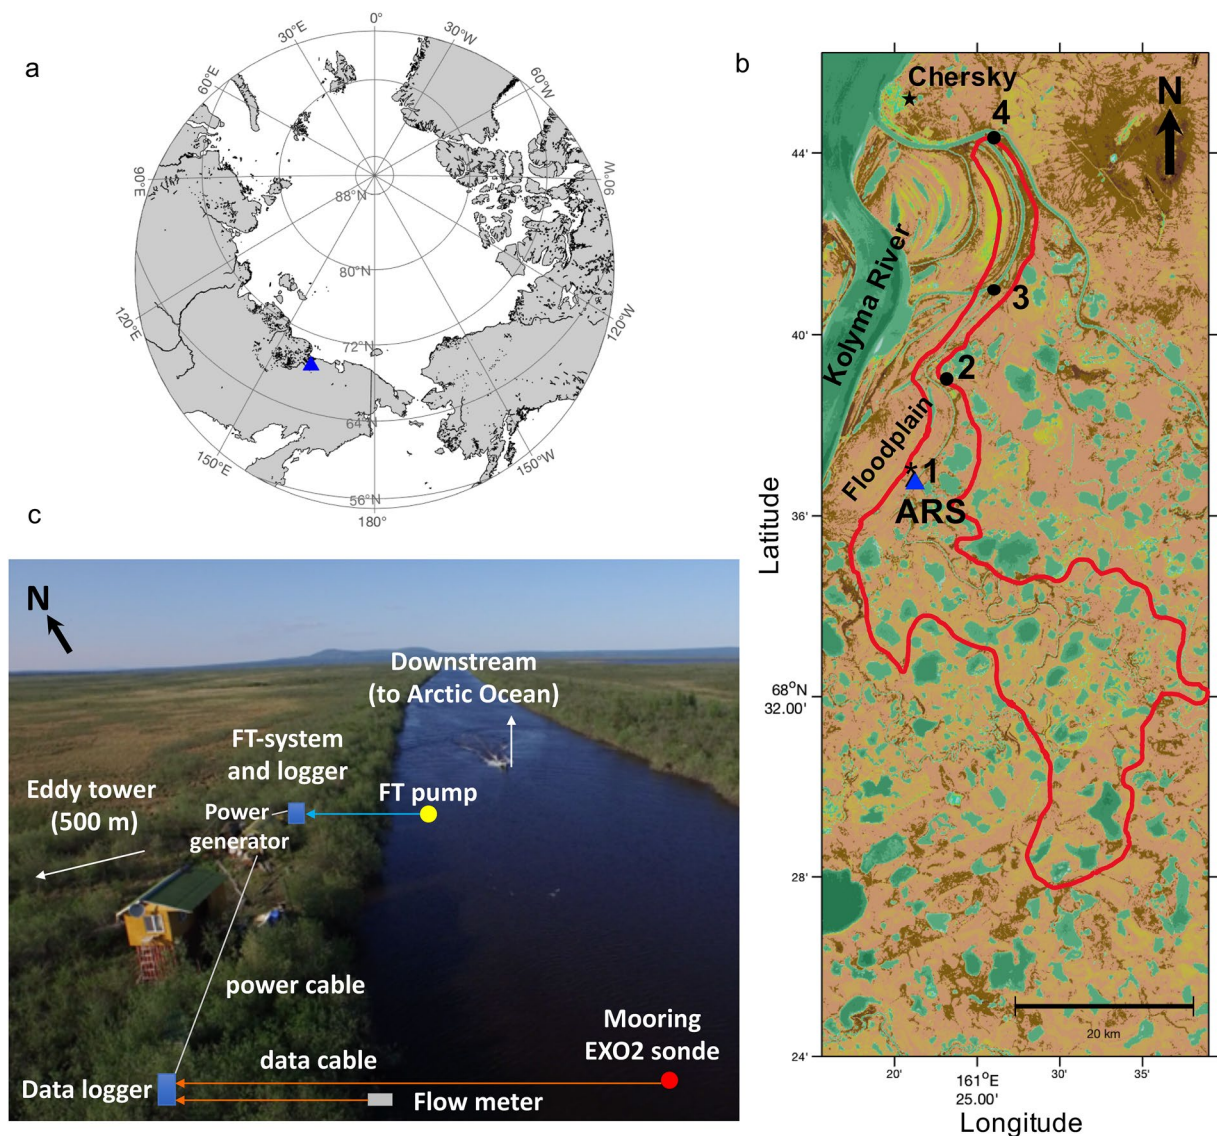 a
0°
30°E
30°W
60°E
60°W
90°E
90°W
88°N
80°N
72°N
120°E
120°W
64°N
150°E
150°W
56°N
180°
b
Chersky
4
N
44'
Kolyma River
3
40'
2
Floodplain
*1
ARS
36'
Latitude
68°N
32.00'
28'
20 km
24'
20'
161°E
25.00'
30'
35'
Longitude
c
N
Downstream
(to Arctic Ocean)
FT-system
and logger
Eddy tower
(500 m)
Power
generator
FT pump
power cable
Mooring
EXO2 sonde
data cable
Data logger
Flow meter